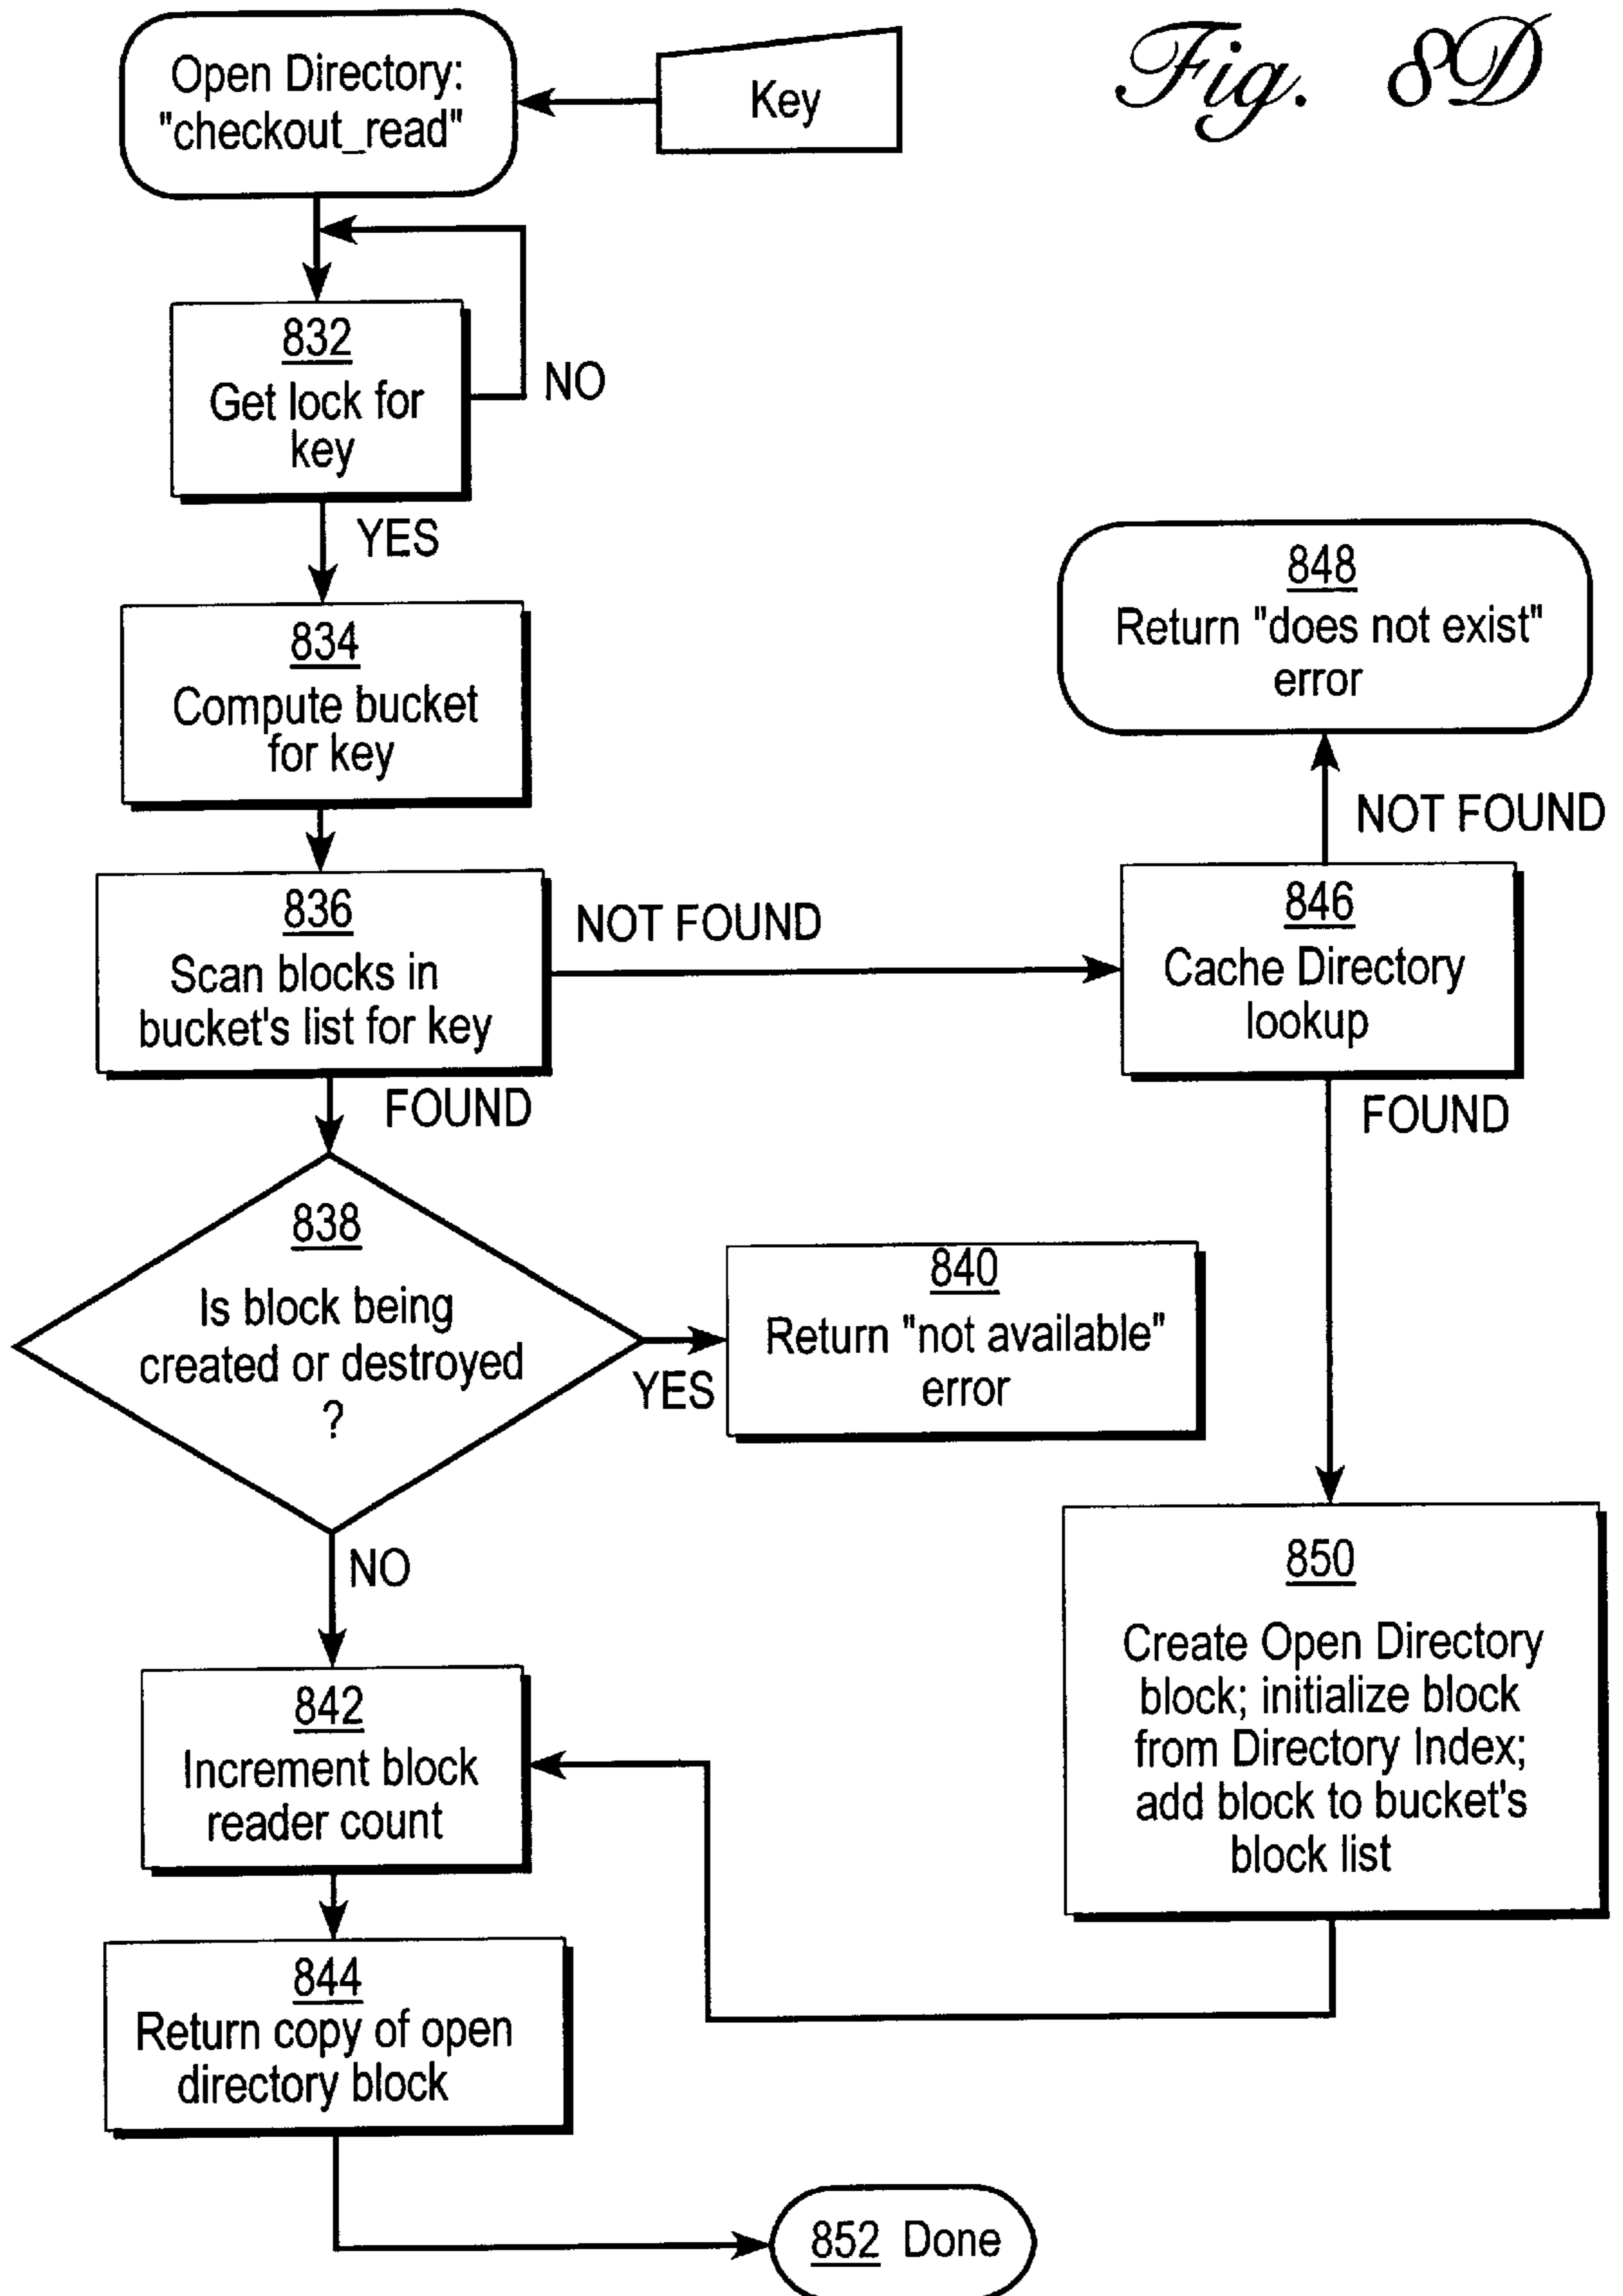 Fig. 8D
Open Directory:
"checkout_read"
Key
832
Get lock for
key
NO
YES
834
Compute bucket
for key
836
Scan blocks in
bucket's list for key
NOT FOUND
FOUND
838
Is block being
created or destroyed
?
YES
840
Return "not available"
error
NO
842
Increment block
reader count
844
Return copy of open
directory block
846
Cache Directory
lookup
NOT FOUND
848
Return "does not exist"
error
FOUND
850
Create Open Directory
block; initialize block
from Directory Index;
add block to bucket's
block list
852 Done